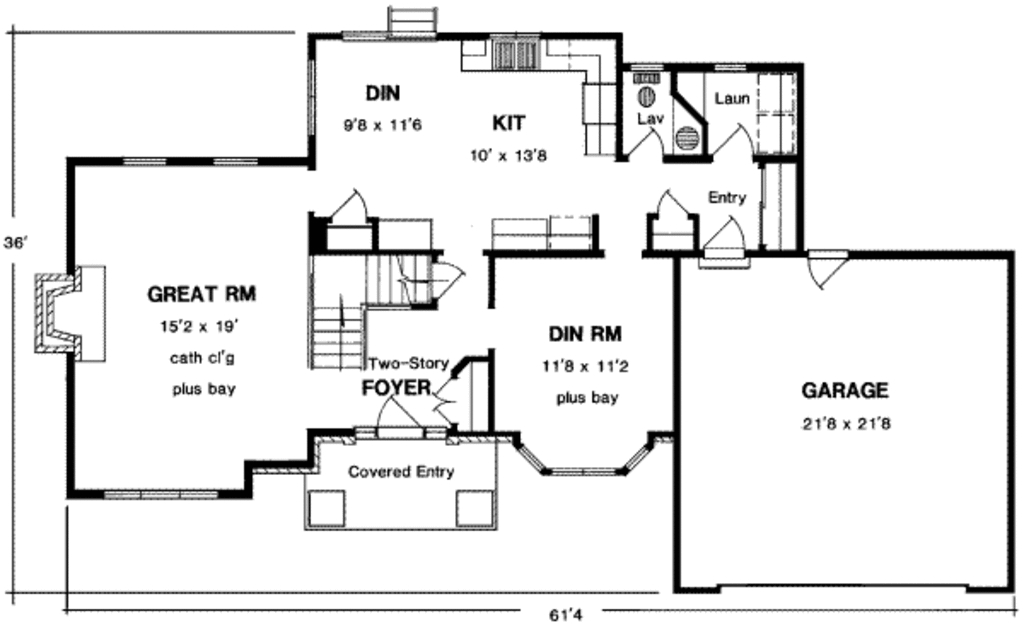 DIN
9'8 x 11'6
KIT
10' x 13'8
Lav
Laun
Entry
36'
GREAT RM
15'2 x 19'
cath cl'g
plus bay
Two-Story
FOYER
DIN RM
11'8 x 11'2
plus bay
GARAGE
21'8 x 21'8
Covered Entry
61'4